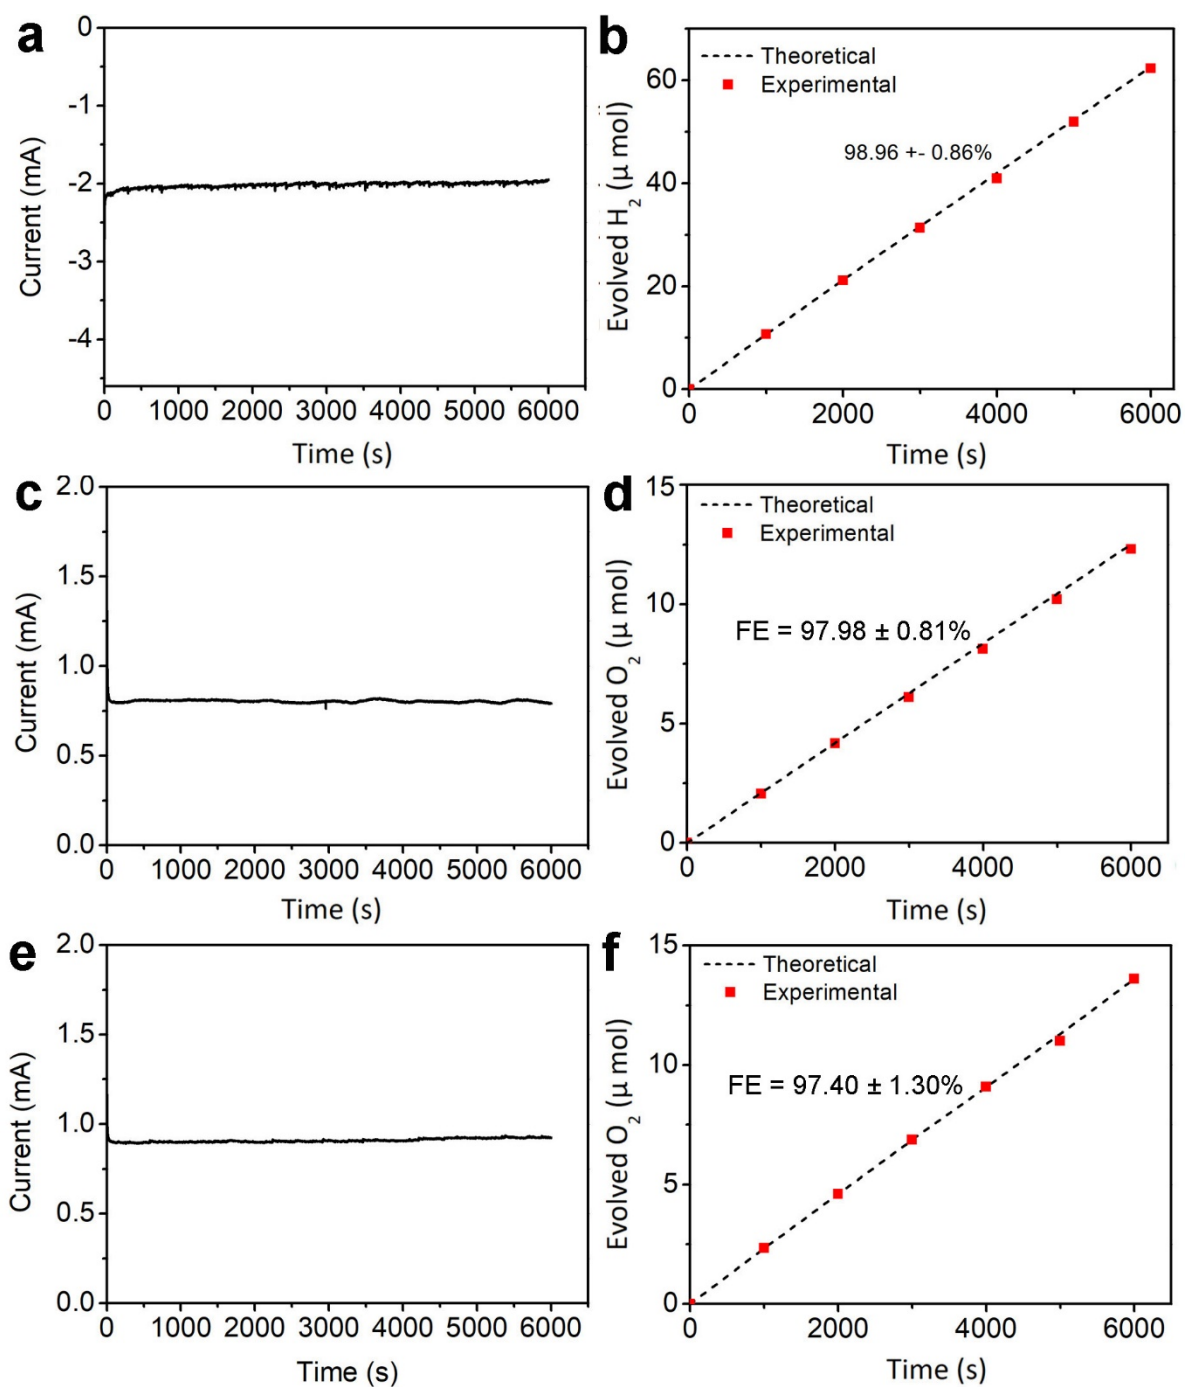 a
0
-1
-2
-3
-4
Current (mA)
0 1000 2000 3000 4000 5000 6000
Time (s)
b
Theoretical
Experimental
98.96 +- 0.86%
60
40
20
0
Evolved H2 (μ mol)
0 2000 4000 6000
Time (s)
c
2.0
1.5
1.0
0.5
0.0
Current (mA)
0 1000 2000 3000 4000 5000 6000
Time (s)
d
Theoretical
Experimental
FE = 97.98 ± 0.81%
15
10
5
0
Evolved O2 (μ mol)
0 2000 4000 6000
Time (s)
e
2.0
1.5
1.0
0.5
0.0
Current (mA)
0 1000 2000 3000 4000 5000 6000
Time (s)
f
Theoretical
Experimental
FE = 97.40 ± 1.30%
15
10
5
0
Evolved O2 (μ mol)
0 2000 4000 6000
Time (s)